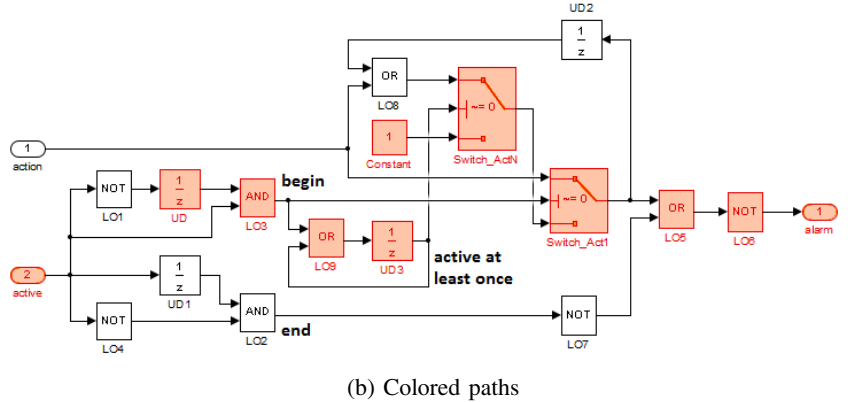 UD2
1
z
OR
LO8
~= 0
Switch_ActN
1
Constant
1
action
NOT
LO1
1
z
UD
AND
LO3
begin
~= 0
Switch_Act1
OR
LO9
1
z
UD3
active at
least once
OR
LO5
NOT
LO6
1
alarm
2
active
1
z
UD1
NOT
LO4
AND
LO2
end
NOT
LO7
(b) Colored paths